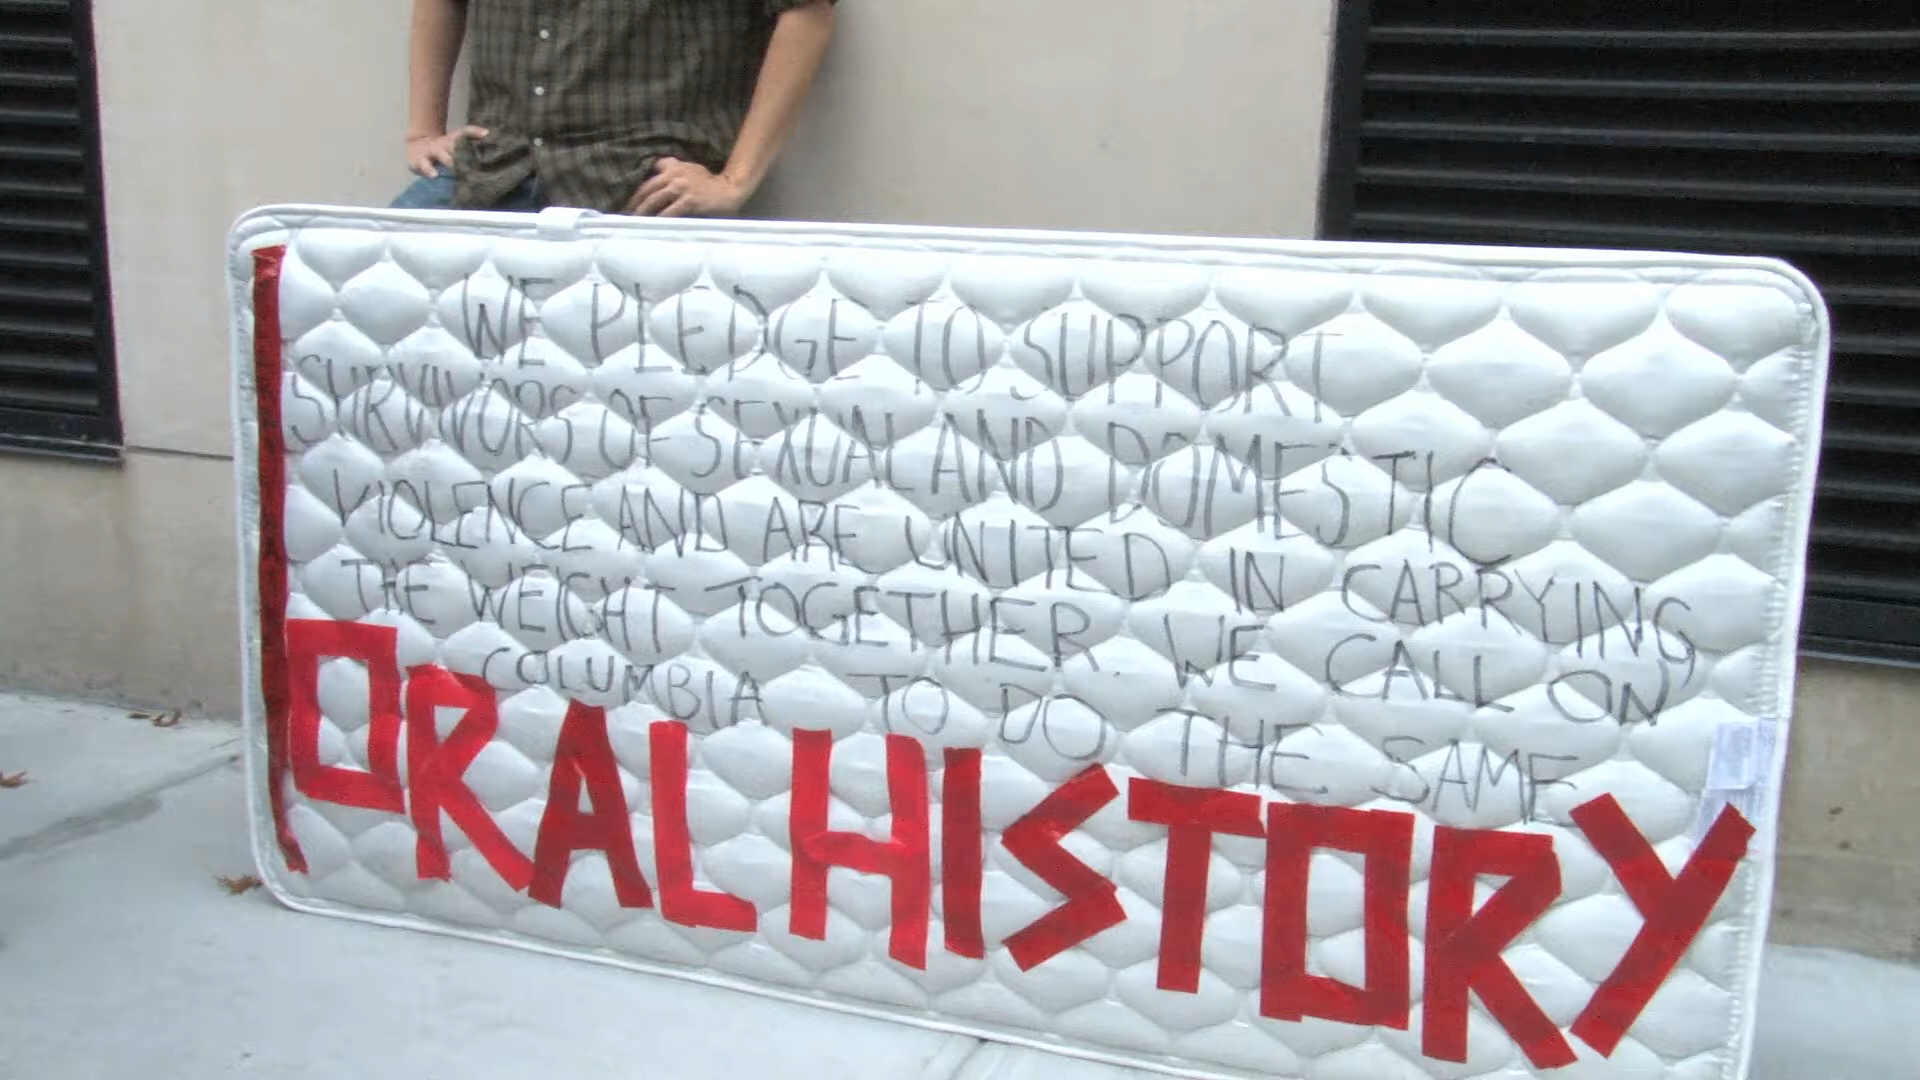 WE PLEDGE TO SUPPORT
SURVIVORS OF SEXUAL AND DOMESTIC
VIOLENCE AND ARE UNITED IN CARRYING
THE WEIGHT TOGETHER. WE CALL ON
COLUMBIA TO DO THE SAME
ORAL HISTORY